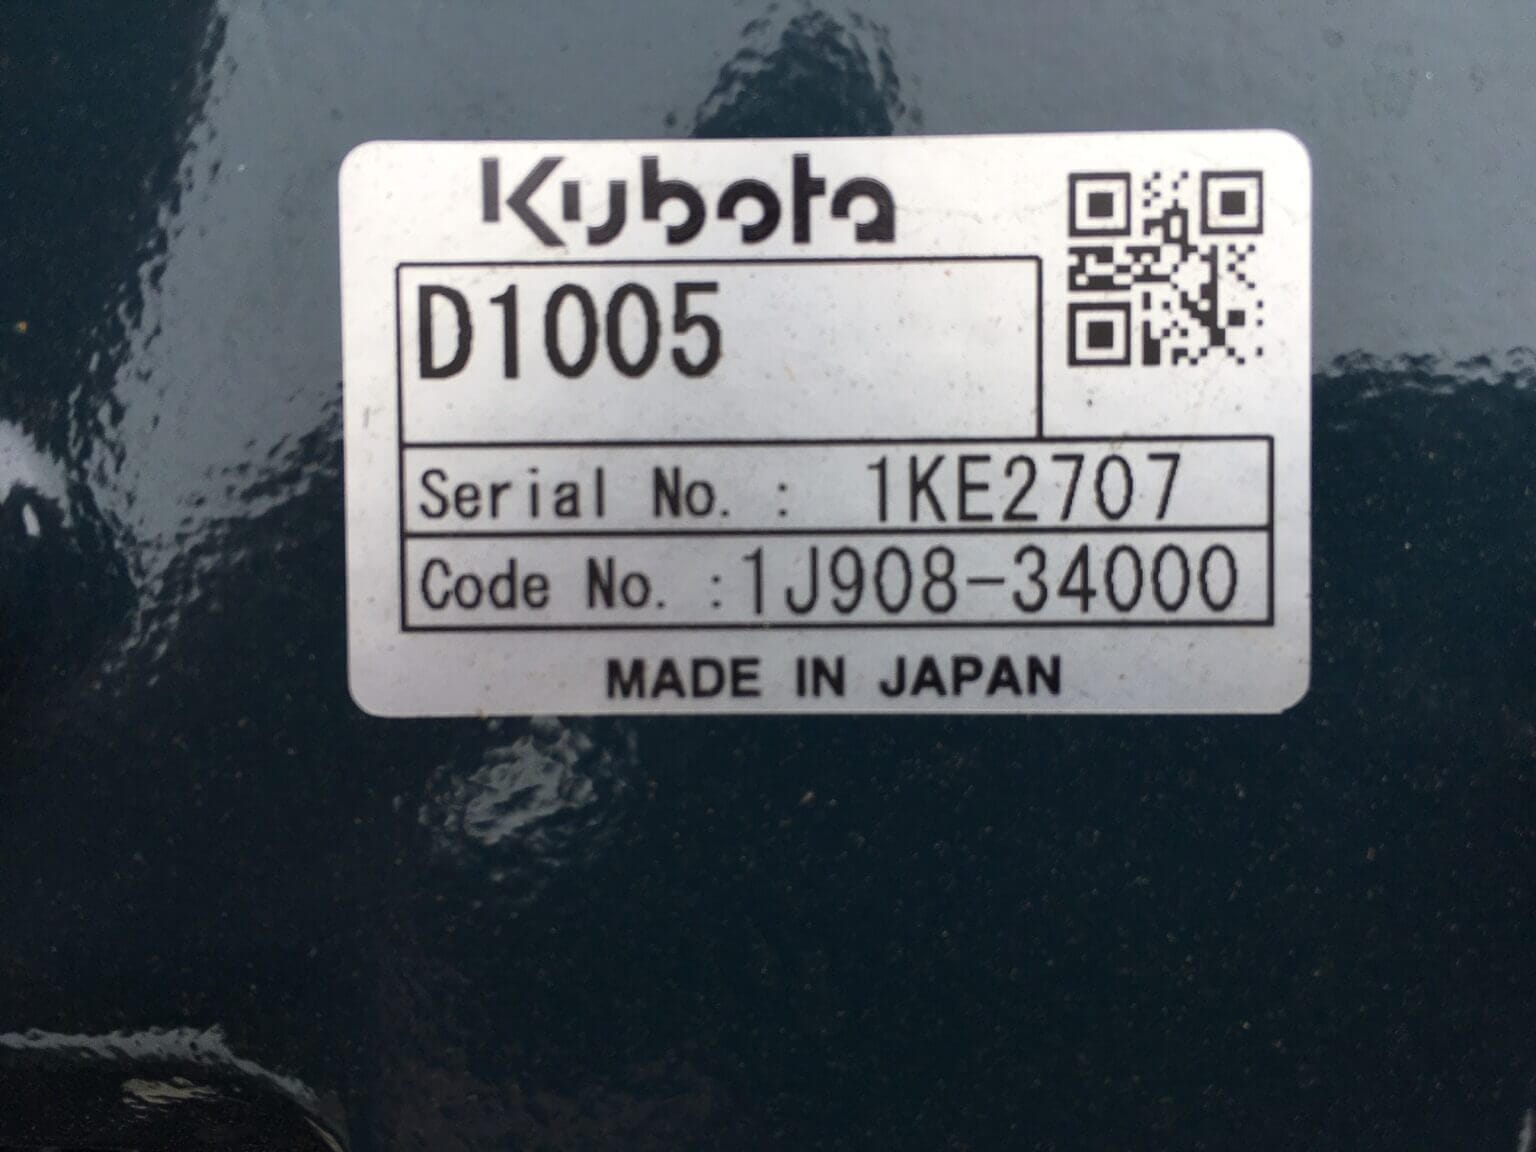 Kubota
D1005
Serial No. : 1KE2707
Code No. :1J908-34000
MADE IN JAPAN